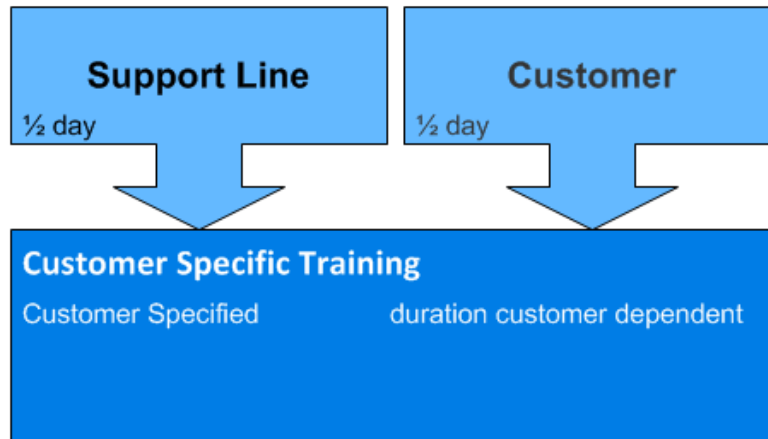 Support Line
½ day
Customer
½ day
Customer Specific Training
Customer Specified
duration customer dependent